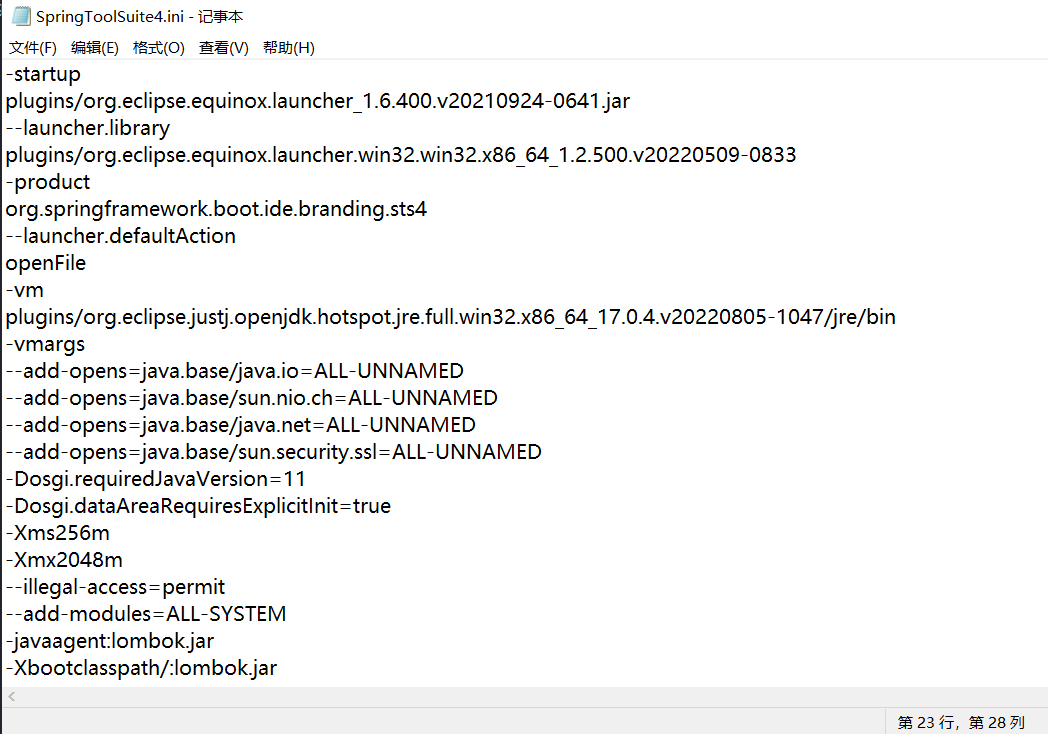 SpringToolSuite4.ini - 记事本
文件(F) 编辑(E) 格式(O) 查看(V) 帮助(H)
-startup
plugins/org.eclipse.equinox.launcher_1.6.400.v20210924-0641.jar
--launcher.library
plugins/org.eclipse.equinox.launcher.win32.win32.x86_64_1.2.500.v20220509-0833
-product
org.springframework.boot.ide.branding.sts4
--launcher.defaultAction
openFile
-vm
plugins/org.eclipse.justj.openjdk.hotspot.jre.full.win32.x86_64_17.0.4.v20220805-1047/jre/bin
-vmargs
--add-opens=java.base/java.io=ALL-UNNAMED
--add-opens=java.base/sun.nio.ch=ALL-UNNAMED
--add-opens=java.base/java.net=ALL-UNNAMED
--add-opens=java.base/sun.security.ssl=ALL-UNNAMED
-Dosgi.requiredJavaVersion=11
-Dosgi.dataAreaRequiresExplicitInit=true
-Xms256m
-Xmx2048m
--illegal-access=permit
--add-modules=ALL-SYSTEM
-javaagent:lombok.jar
-Xbootclasspath/:lombok.jar
第 23 行，第 28 列